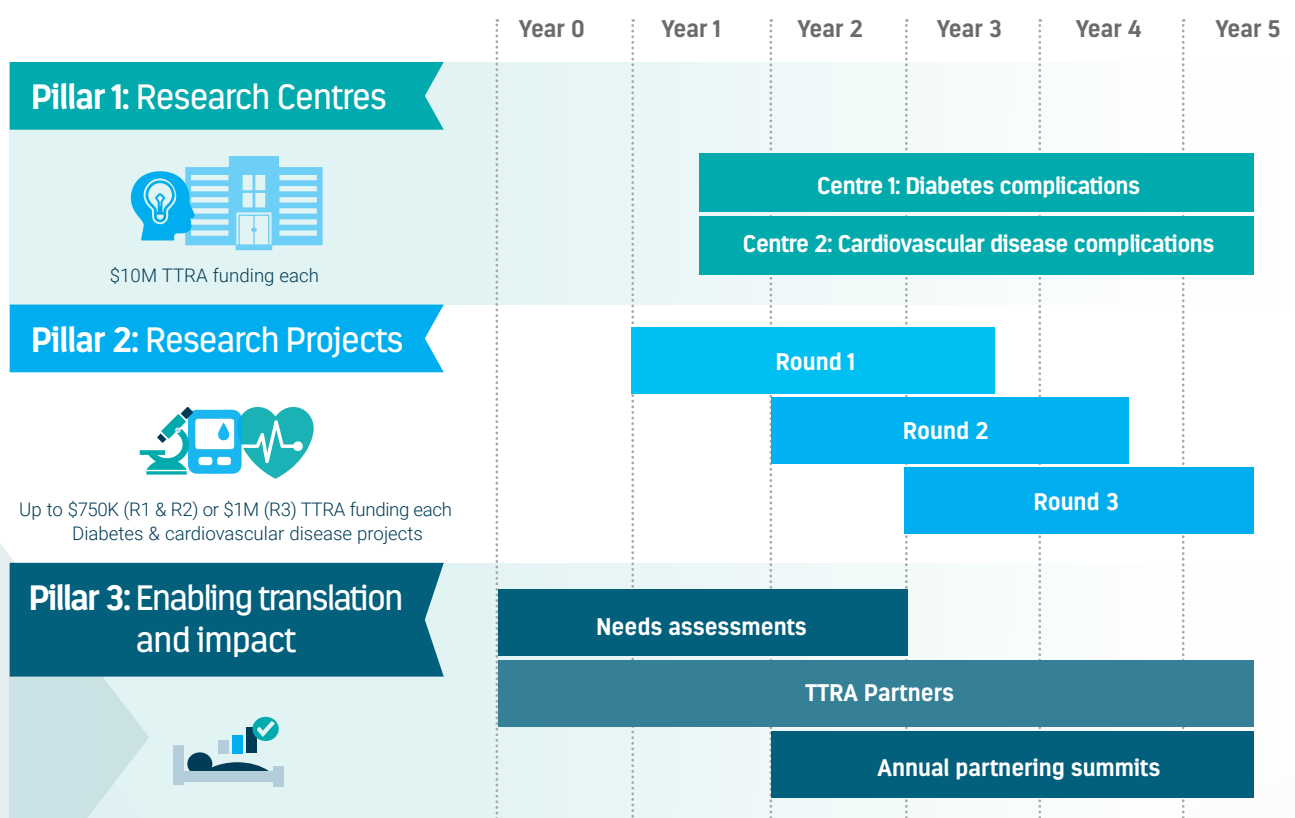 Year 0 Year 1 Year 2 Year 3 Year 4 Year 5
Pillar 1: Research Centres
$10M TTRA funding each
Centre 1: Diabetes complications
Centre 2: Cardiovascular disease complications
Pillar 2: Research Projects
Up to $750K (R1 & R2) or $1M (R3) TTRA funding each
Diabetes & cardiovascular disease projects
Round 1
Round 2
Round 3
Pillar 3: Enabling translation
and impact
Needs assessments
TTRA Partners
Annual partnering summits